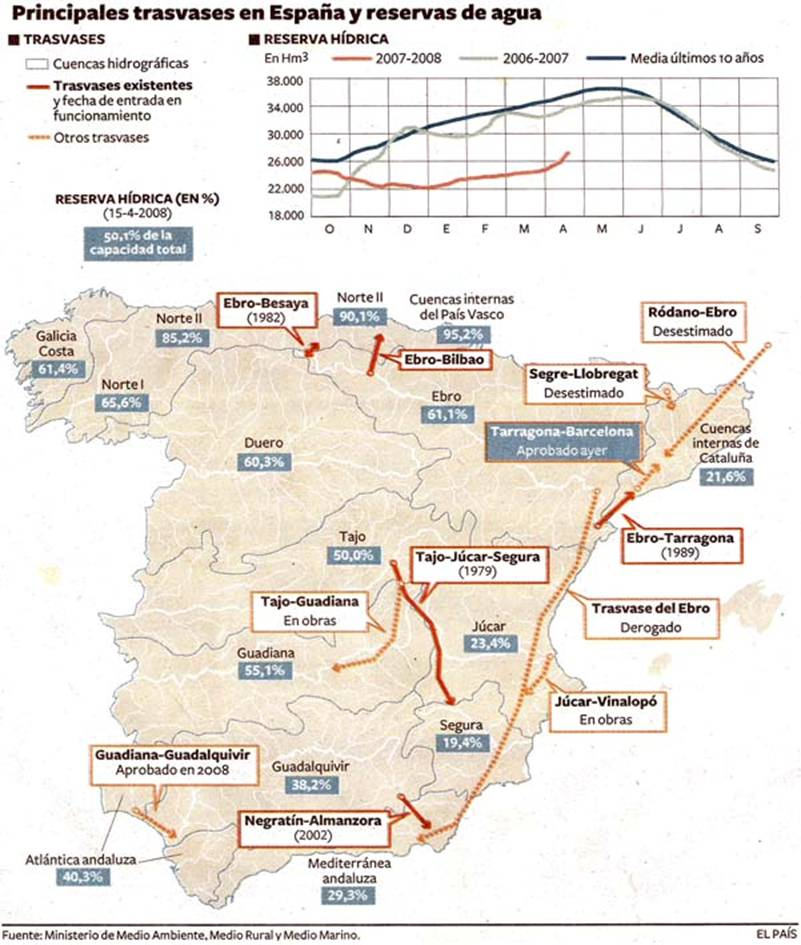 Principales trasvases en España y reservas de agua
TRASVASES
Cuencas hidrográficas
Trasvases existentes
y fecha de entrada en
funcionamiento
Otros trasvases
RESERVA HÍDRICA
En Hm3
2007-2008
2006-2007
Media últimos 10 años
38.000
34.000
30.000
26.000
22.000
18.000
O N D E F M A M J J A S
RESERVA HÍDRICA (EN %)
(15-4-2008)
50,1% de la
capacidad total
Galicia
Costa
61,4%
Norte II
85,2%
Ebro-Besaya
(1982)
Norte II
90,1%
Cuencas internas
del País Vasco
95,2%
Ródano-Ebro
Desestimado
Norte I
65,6%
Ebro-Bilbao
Segre-Llobregat
Desestimado
Ebro
61,1%
Tarragona-Barcelona
Aprobado ayer
Cuencas
internas de
Cataluña
21,6%
Duero
60,3%
Tajo
50,0%
Tajo-Júcar-Segura
(1979)
Ebro-Tarragona
(1989)
Tajo-Guadiana
En obras
Trasvase del Ebro
Derogado
Júcar
23,4%
Guadiana
55,1%
Júcar-Vinalopó
En obras
Segura
19,4%
Guadiana-Guadalquivir
Aprobado en 2008
Guadalquivir
38,2%
Negratín-Almanzora
(2002)
Atlántica andaluza
40,3%
Mediterránea
andaluza
29,3%
Fuente: Ministerio de Medio Ambiente, Medio Rural y Medio Marino.
EL PAÍS